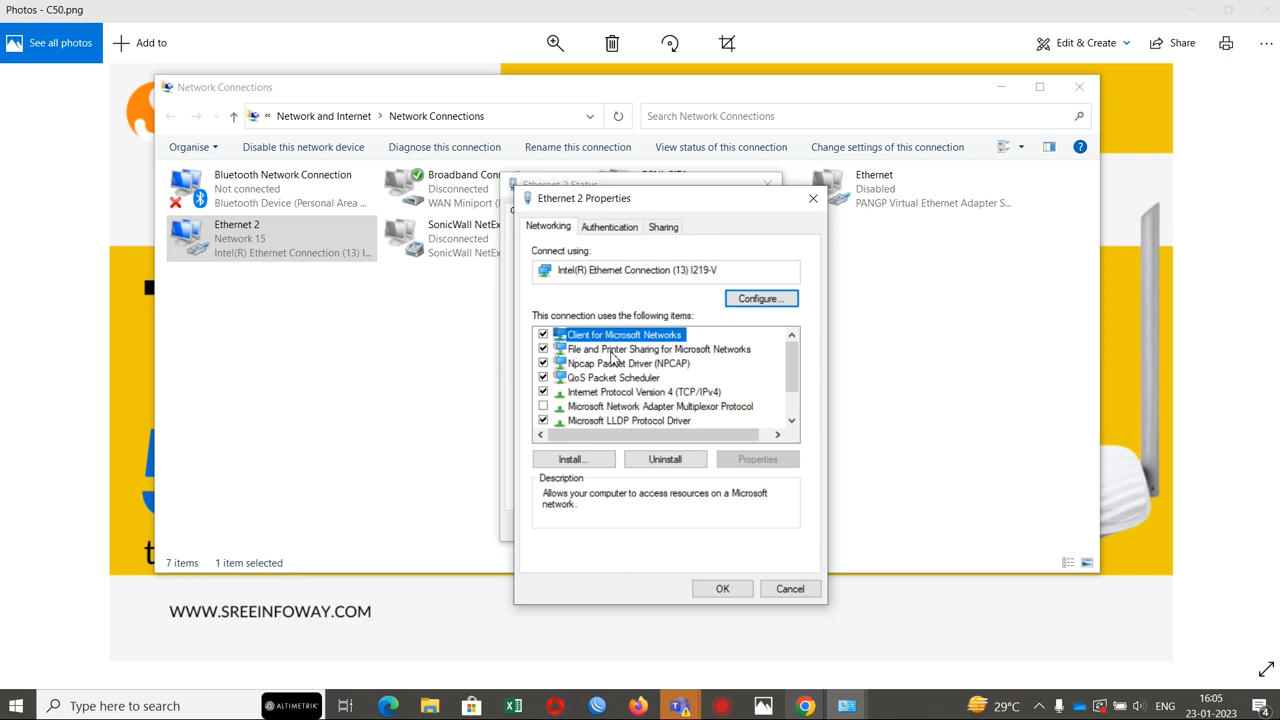 Photos - C50.png
See all photos
Add to
Edit & Create
Share
Network Connections
« Network and Internet > Network Connections
Search Network Connections
Organise
Disable this network device
Diagnose this connection
Rename this connection
View status of this connection
Change settings of this connection
Bluetooth Network Connection
Not connected
Bluetooth Device (Personal Area ...
Broadband Conn
Disconnected
WAN Miniport (
Ethernet
Disabled
PANGP Virtual Ethernet Adapter S...
Ethernet 2
Network 15
Intel(R) Ethernet Connection (13) I...
SonicWall NetEx
Disconnected
SonicWall NetEx
Ethernet 2 Status
Ethernet 2 Properties
Networking
Authentication
Sharing
Connect using:
Intel(R) Ethernet Connection (13) I219-V
Configure...
This connection uses the following items:
Client for Microsoft Networks
File and Printer Sharing for Microsoft Networks
Npcap Packet Driver (NPCAP)
QoS Packet Scheduler
Internet Protocol Version 4 (TCP/IPv4)
Microsoft Network Adapter Multiplexor Protocol
Microsoft LLDP Protocol Driver
Install...
Uninstall
Properties
Description
Allows your computer to access resources on a Microsoft
network.
OK
Cancel
7 items
1 item selected
WWW.SREEINFOWAY.COM
Type here to search
ALTIMETRIK
29°C
ENG
16:05
23-01-2023
4